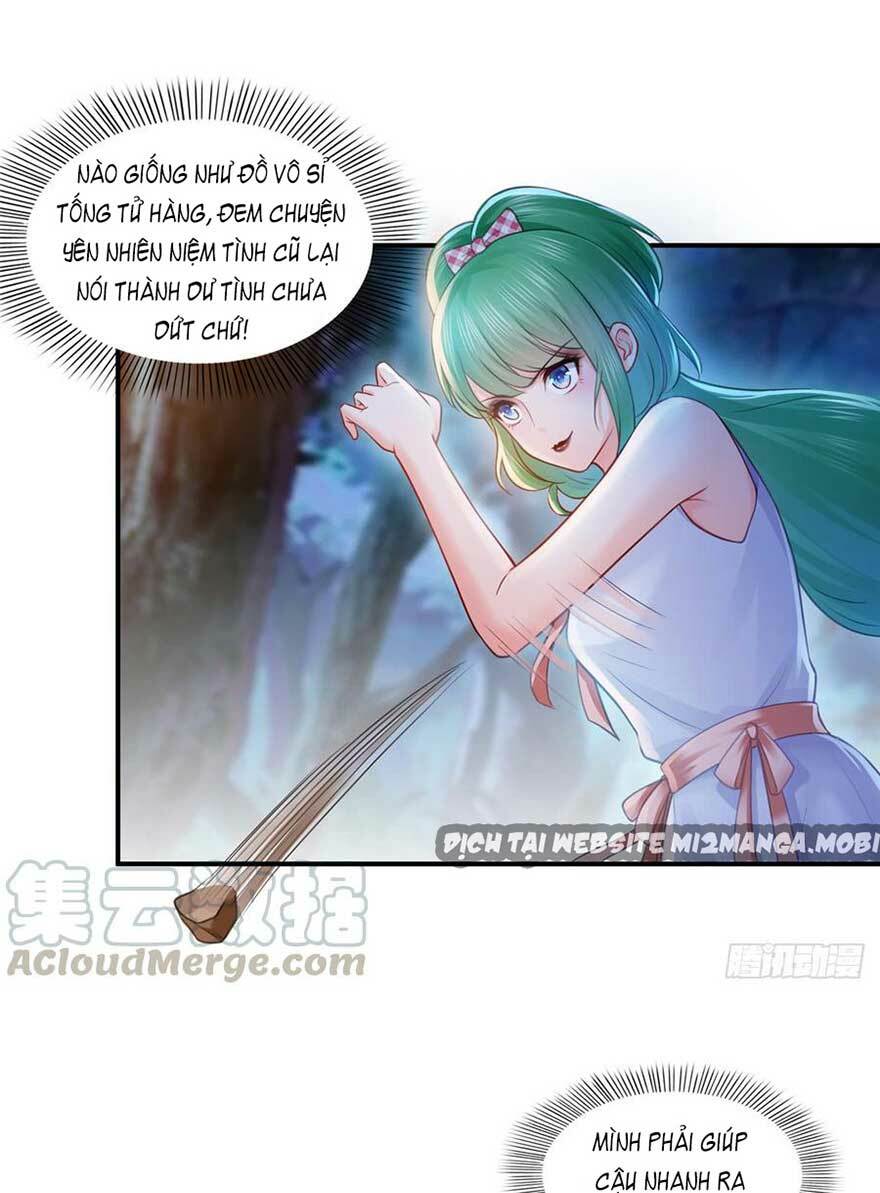 NÀO GIỐNG NHƯ ĐỒ VÔ SỈ
TỐNG TỬ HÀNG, ĐEM CHUYỆN
YÊN NHIÊN NIỆM TÌNH CŨ LẠI
NÓI THÀNH DƯ TÌNH CHƯA
DỨT CHỨ!
DỊCH TẠI WEBSITE MI2MANGA.MOBI
集云数据
ACloudMerge.com
腾讯动漫
MÌNH PHẢI GIÚP
CẬU NHANH RA